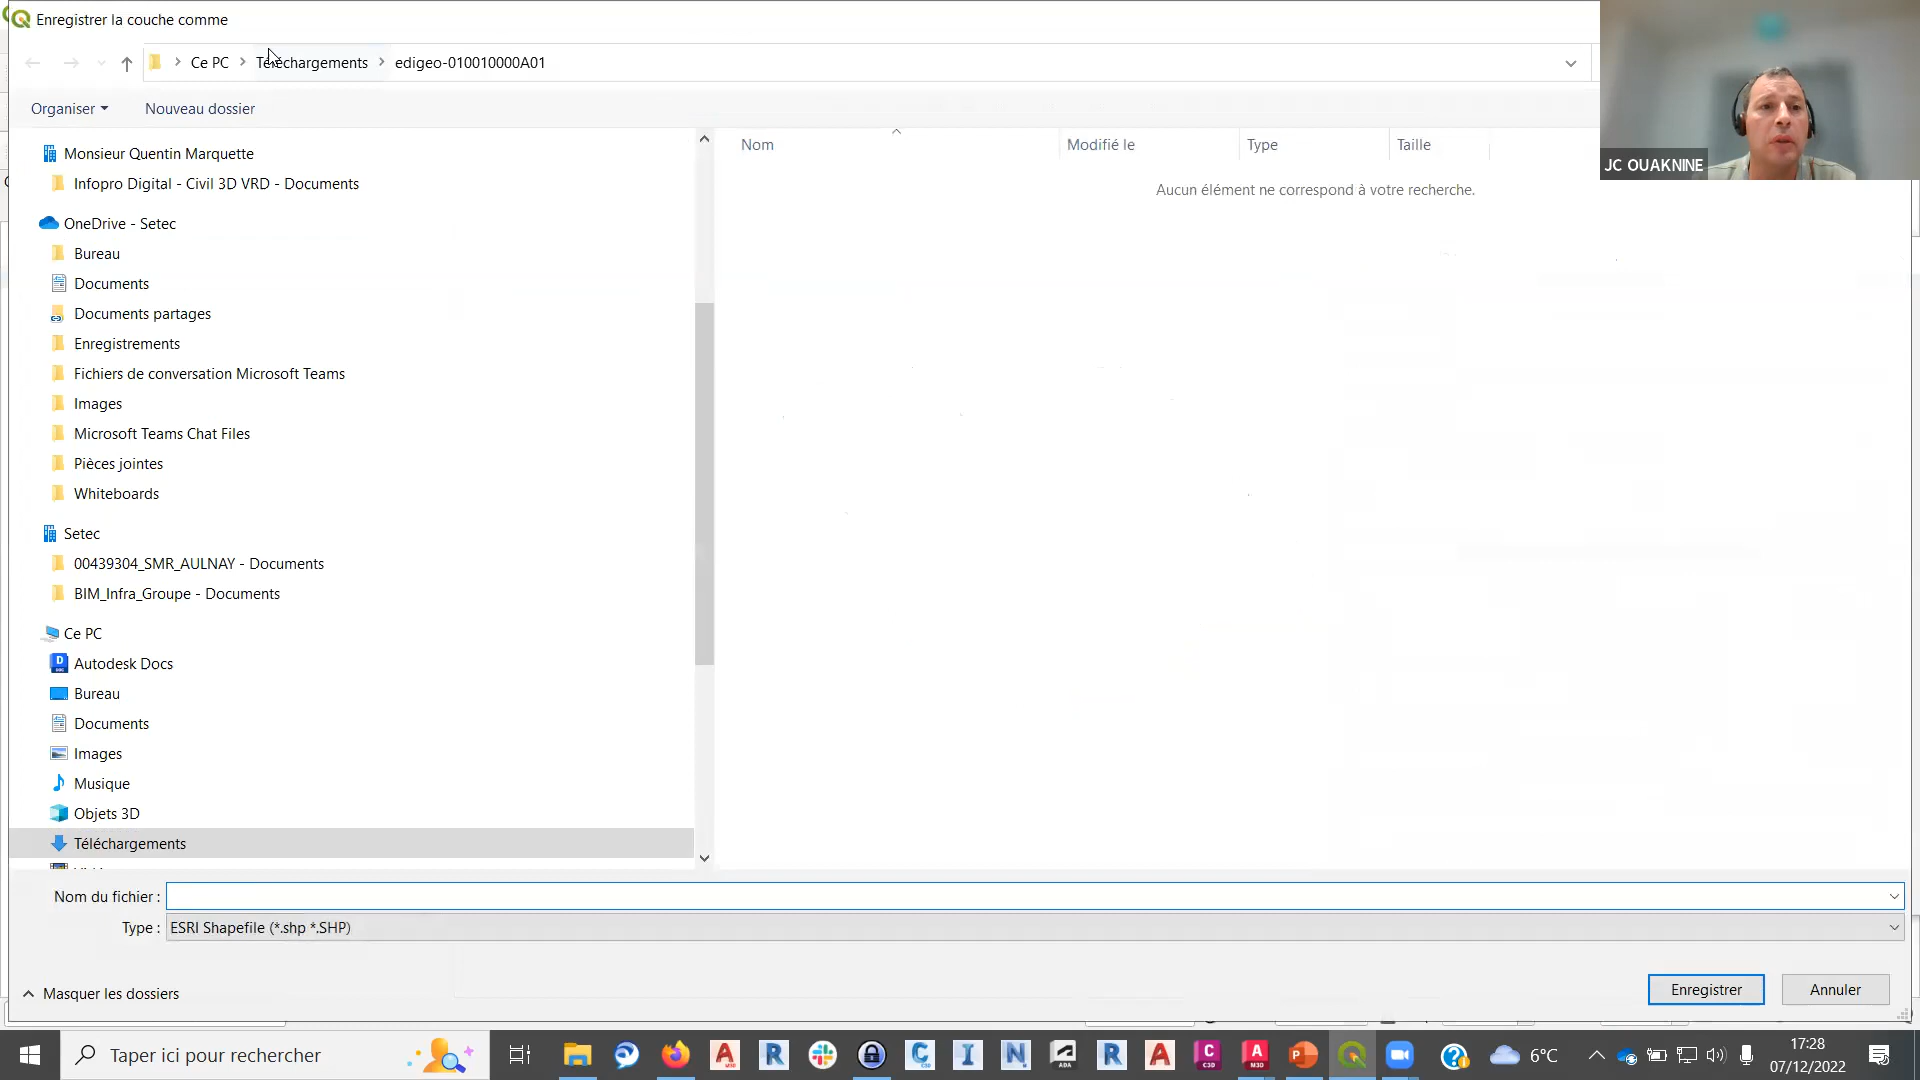 Enregistrer la couche comme
Ce PC > Téléchargements > edigeo-010010000A01
JC OUAKNINE
Organiser Nouveau dossier
Nom Modifié le Type Taille
Aucun élément ne correspond à votre recherche.
Monsieur Quentin Marquette
Infopro Digital - Civil 3D VRD - Documents
OneDrive - Setec
Bureau
Documents
Documents partages
Enregistrements
Fichiers de conversation Microsoft Teams
Images
Microsoft Teams Chat Files
Pièces jointes
Whiteboards
Setec
00439304_SMR_AULNAY - Documents
BIM_Infra_Groupe - Documents
Ce PC
Autodesk Docs
Bureau
Documents
Images
Musique
Objets 3D
Téléchargements
Nom du fichier :
Type : ESRI Shapefile (*.shp *.SHP)
Masquer les dossiers
Enregistrer Annuler
Taper ici pour rechercher
6°C
17:28
07/12/2022